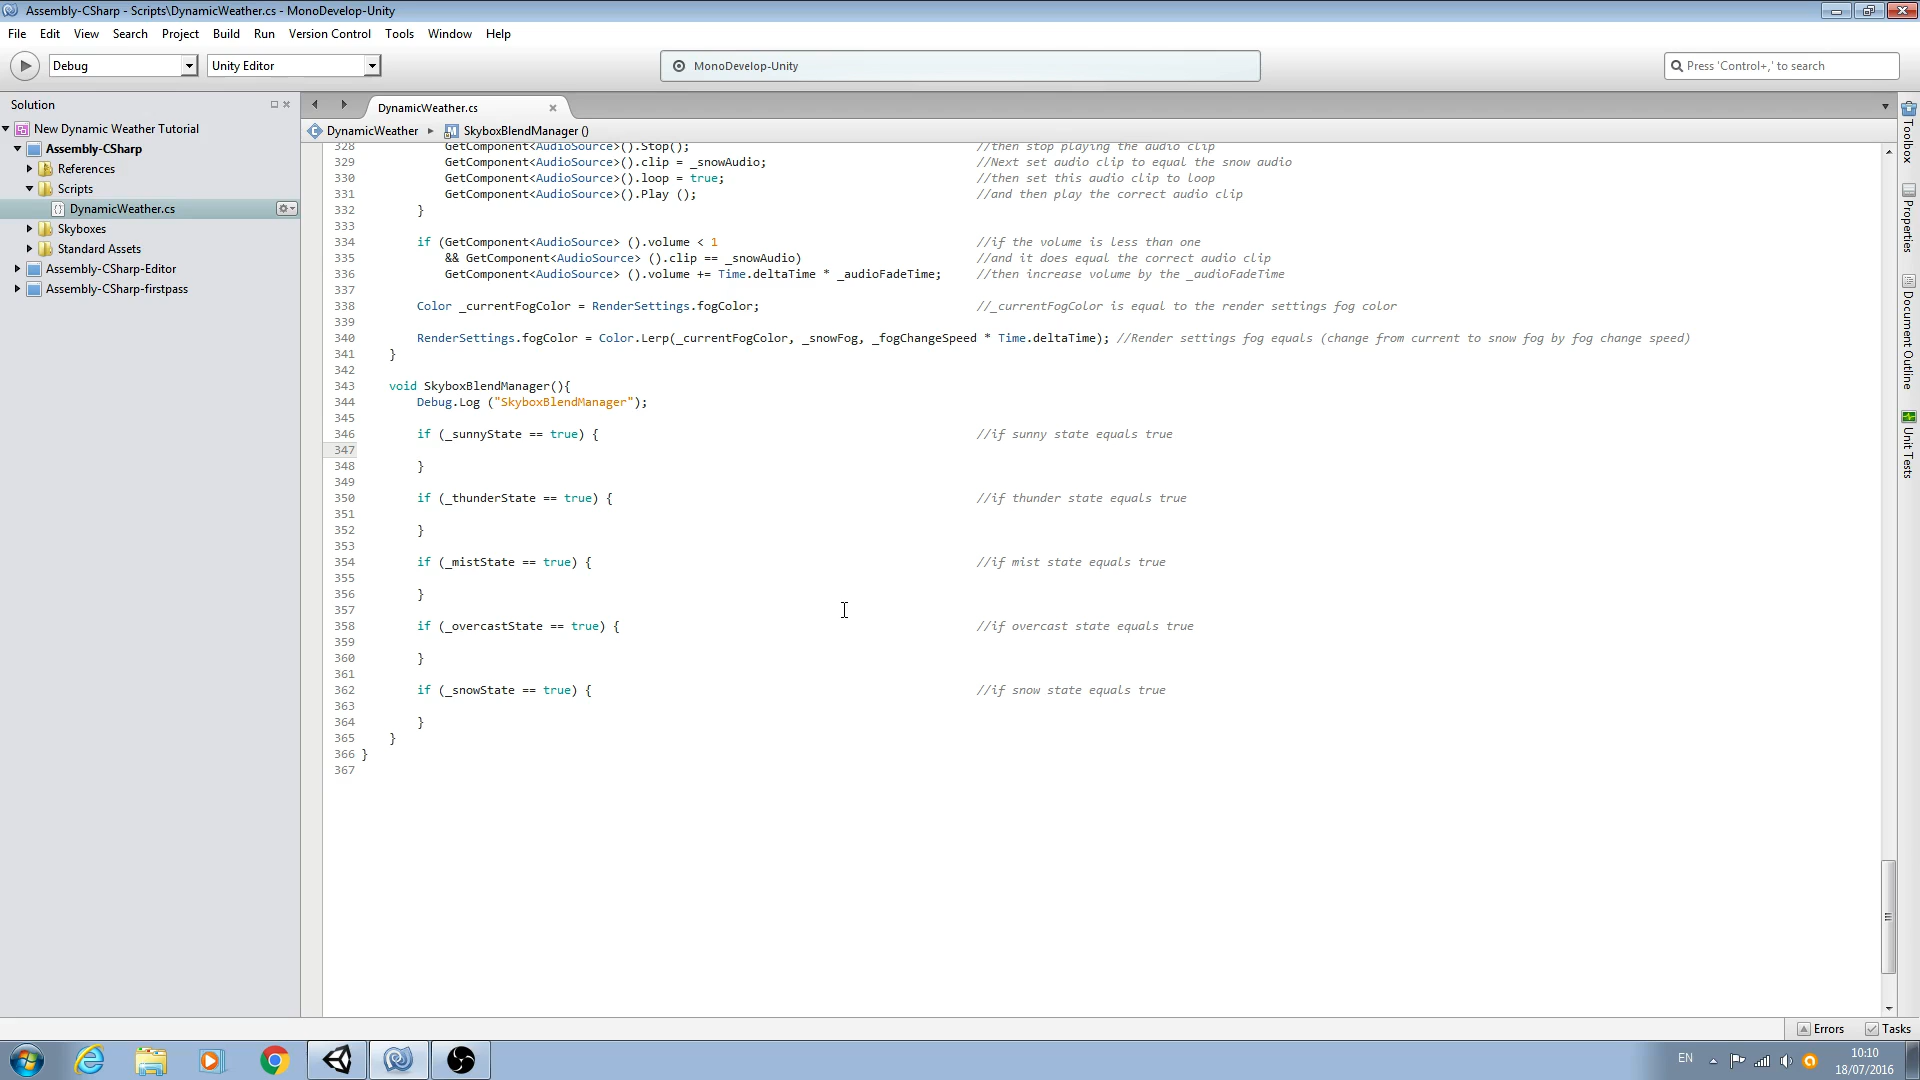 Assembly-CSharp - Scripts\DynamicWeather.cs - MonoDevelop-Unity
File Edit View Search Project Build Run Version Control Tools Window Help
Debug Unity Editor MonoDevelop-Unity Press 'Control+,' to search
Solution
New Dynamic Weather Tutorial
Assembly-CSharp
References
Scripts
DynamicWeather.cs
Skyboxes
Standard Assets
Assembly-CSharp-Editor
Assembly-CSharp-firstpass
DynamicWeather.cs
DynamicWeather SkyboxBlendManager ()
328 GetComponent<AudioSource>().Stop(); //then stop playing the audio clip
329 GetComponent<AudioSource>().clip = _snowAudio; //Next set audio clip to equal the snow audio
330 GetComponent<AudioSource>().loop = true; //then set this audio clip to loop
331 GetComponent<AudioSource>().Play (); //and then play the correct audio clip
332 }
333
334 if (GetComponent<AudioSource> ().volume < 1 //if the volume is less than one
335 && GetComponent<AudioSource> ().clip == _snowAudio) //and it does equal the correct audio clip
336 GetComponent<AudioSource> ().volume += Time.deltaTime * _audioFadeTime; //then increase volume by the _audioFadeTime
337
338 Color _currentFogColor = RenderSettings.fogColor; //_currentFogColor is equal to the render settings fog color
339
340 RenderSettings.fogColor = Color.Lerp(_currentFogColor, _snowFog, _fogChangeSpeed * Time.deltaTime); //Render settings fog equals (change from current to snow fog by fog change speed)
341 }
342
343 void SkyboxBlendManager(){
344 Debug.Log ("SkyboxBlendManager");
345
346 if (_sunnyState == true) { //if sunny state equals true
347
348 }
349
350 if (_thunderState == true) { //if thunder state equals true
351
352 }
353
354 if (_mistState == true) { //if mist state equals true
355
356 }
357
358 if (_overcastState == true) { //if overcast state equals true
359
360 }
361
362 if (_snowState == true) { //if snow state equals true
363
364 }
365 }
366 }
367
Toolbox
Properties
Document Outline
Unit Tests
Errors Tasks
EN 10:10
18/07/2016